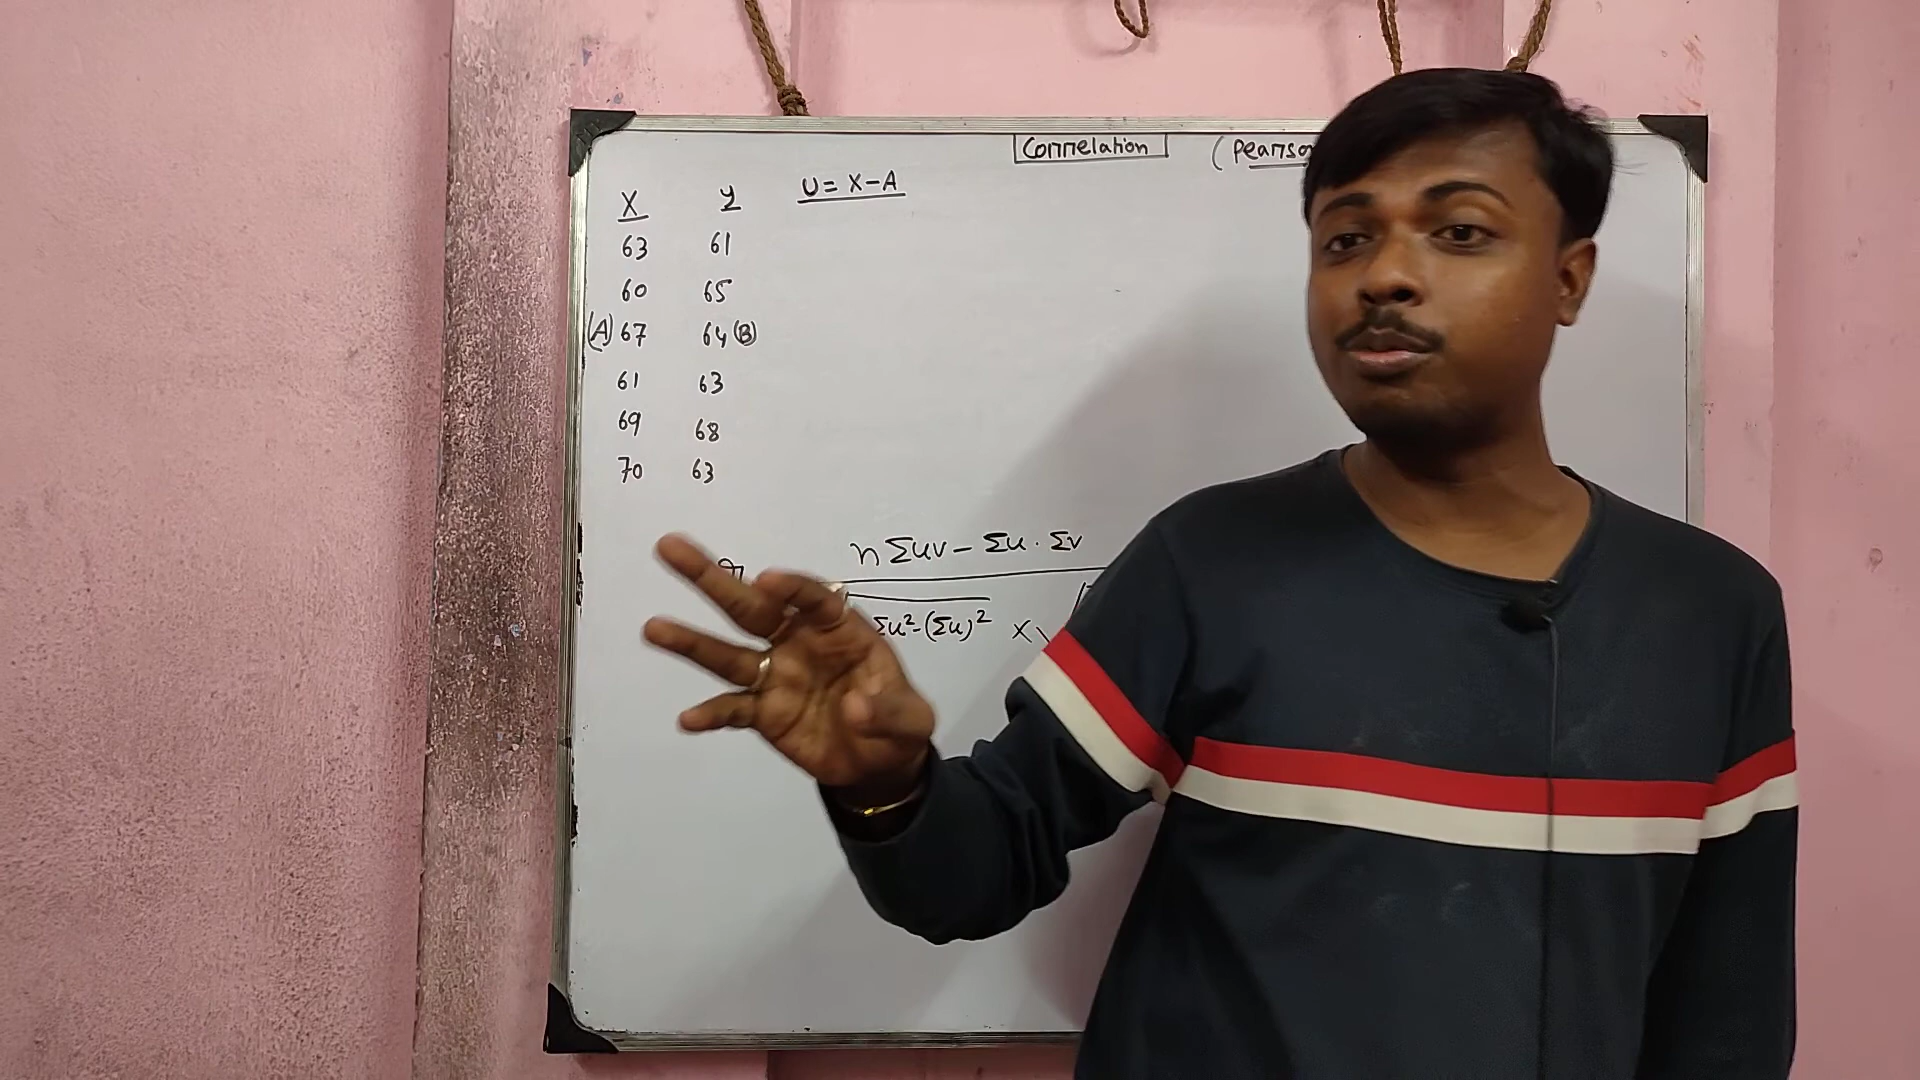 Correlation (Pearso
X y U = X-A
63 61
60 65
(A) 67 64 (B)
61 63
69 68
70 63
n Σuv - Σu . Σv
Σu² - (Σu)² ×